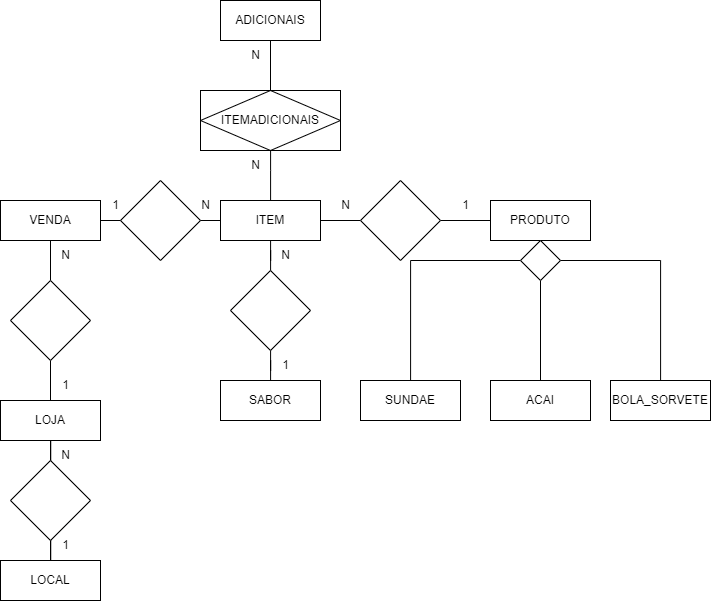 ADICIONAIS
N
ITEMADICIONAIS
N
1
N
N
1
VENDA
ITEM
PRODUTO
N
N
1
1
SUNDAE
ACAI
BOLA_SORVETE
SABOR
LOJA
N
1
LOCAL